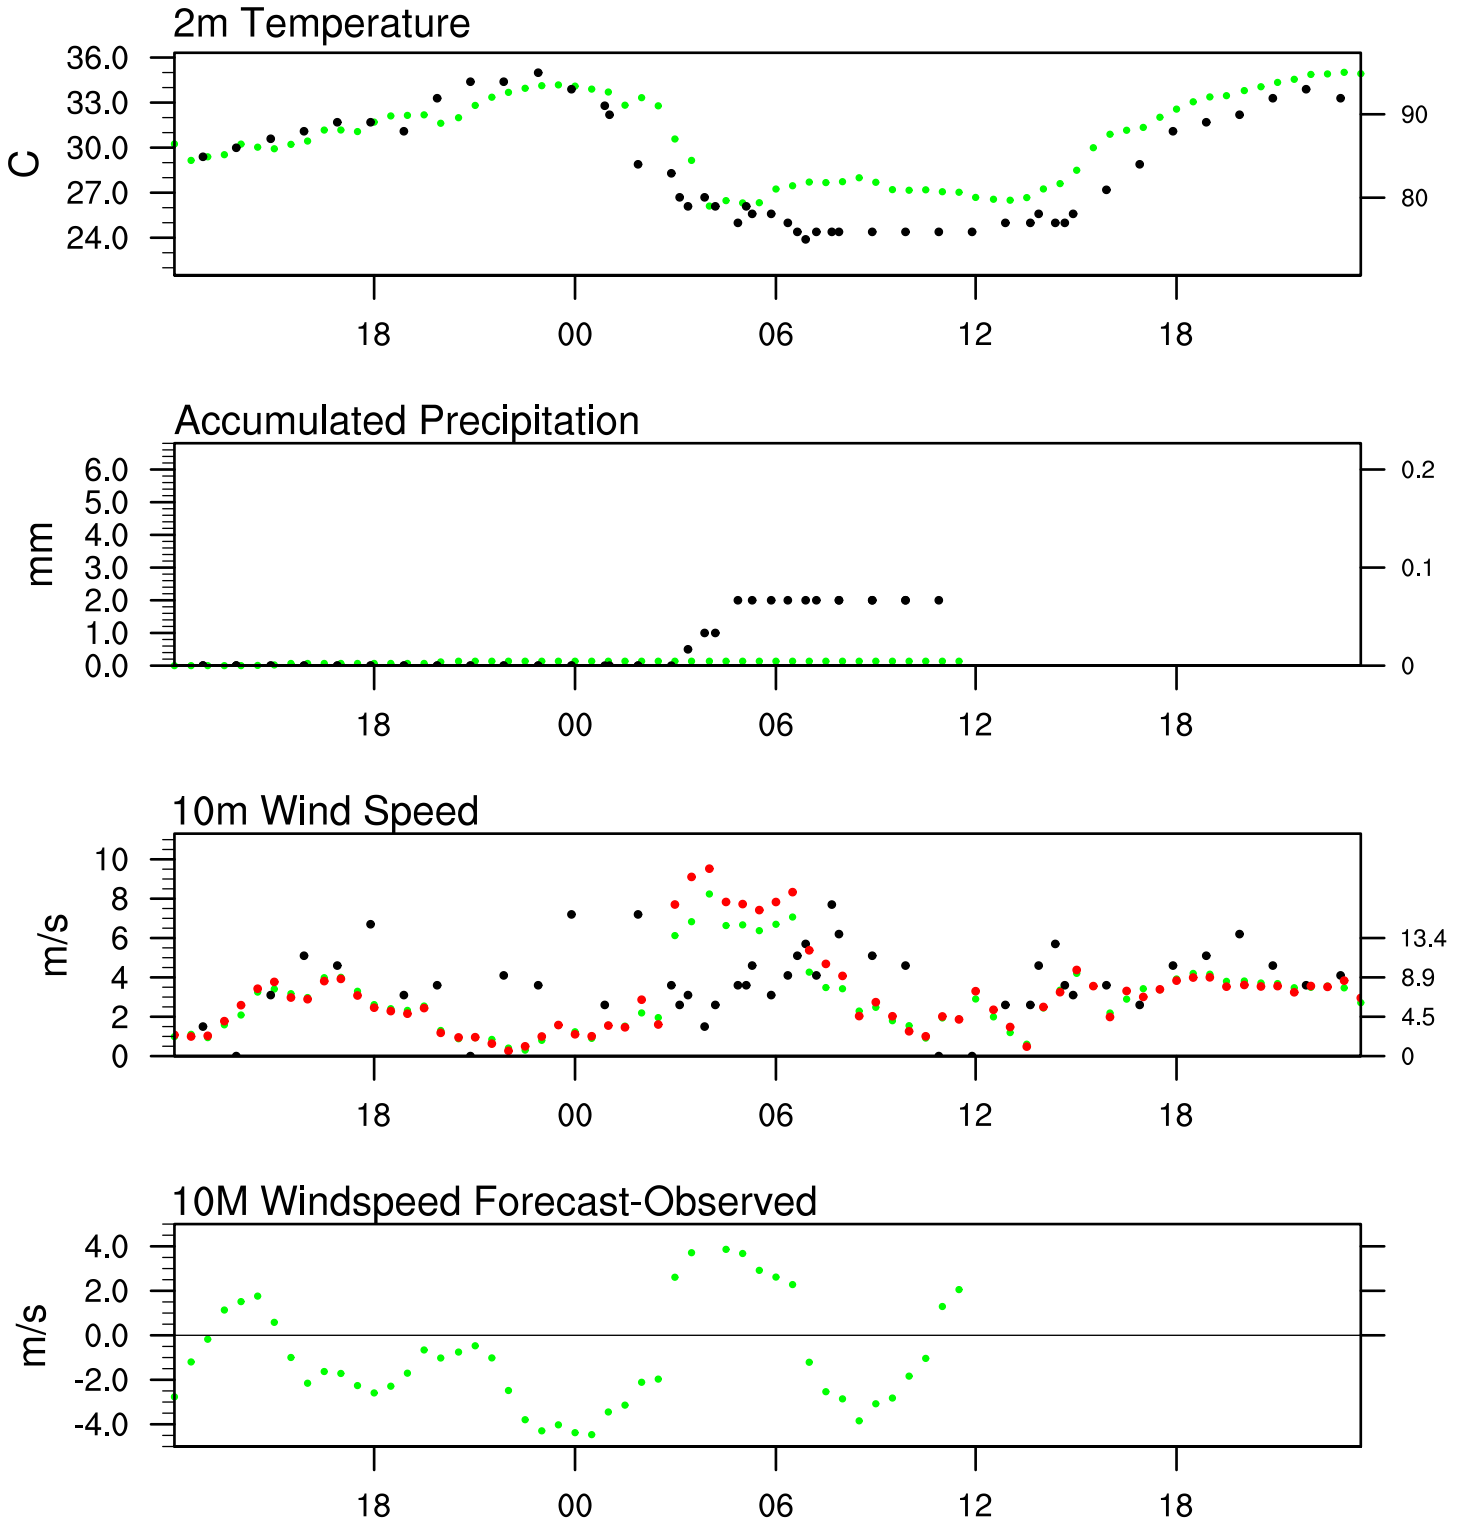 2m Temperature
36.0
33.0
30.0
27.0
24.0
C
90
80
18 00 06 12 18
Accumulated Precipitation
6.0
5.0
4.0
3.0
2.0
1.0
0.0
mm
0.2
0.1
0
18 00 06 12 18
10m Wind Speed
10
8
6
4
2
0
m/s
13.4
8.9
4.5
0
18 00 06 12 18
10M Windspeed Forecast-Observed
4.0
2.0
0.0
-2.0
-4.0
m/s
18 00 06 12 18